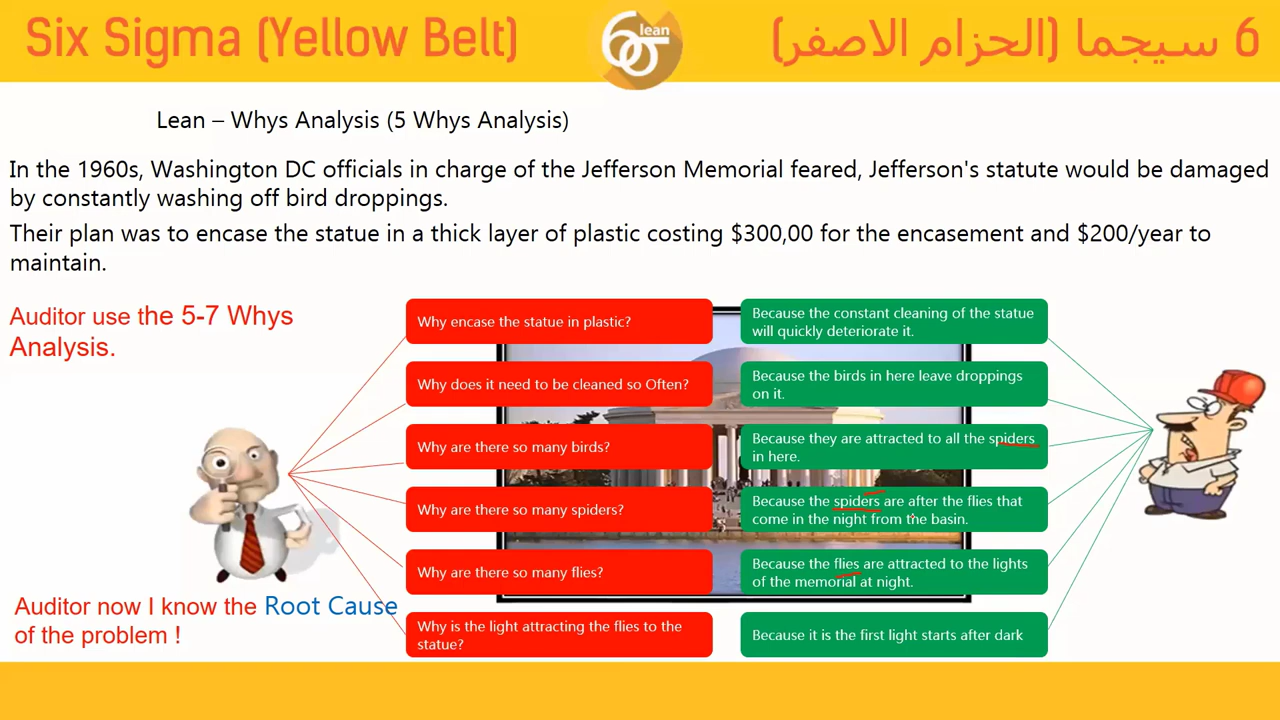 Six Sigma (Yellow Belt)
lean
6σ
6 سيجما (الحزام الاصفر)
Lean – Whys Analysis (5 Whys Analysis)
In the 1960s, Washington DC officials in charge of the Jefferson Memorial feared, Jefferson's statute would be damaged
by constantly washing off bird droppings.
Their plan was to encase the statue in a thick layer of plastic costing $300,00 for the encasement and $200/year to
maintain.
Auditor use the 5-7 Whys
Analysis.
Why encase the statue in plastic?
Because the constant cleaning of the statue
will quickly deteriorate it.
Why does it need to be cleaned so Often?
Because the birds in here leave droppings
on it.
Why are there so many birds?
Because they are attracted to all the spiders
in here.
Why are there so many spiders?
Because the spiders are after the flies that
come in the night from the basin.
Why are there so many flies?
Because the flies are attracted to the lights
of the memorial at night.
Why is the light attracting the flies to the
statue?
Because it is the first light starts after dark
Auditor now I know the Root Cause
of the problem !